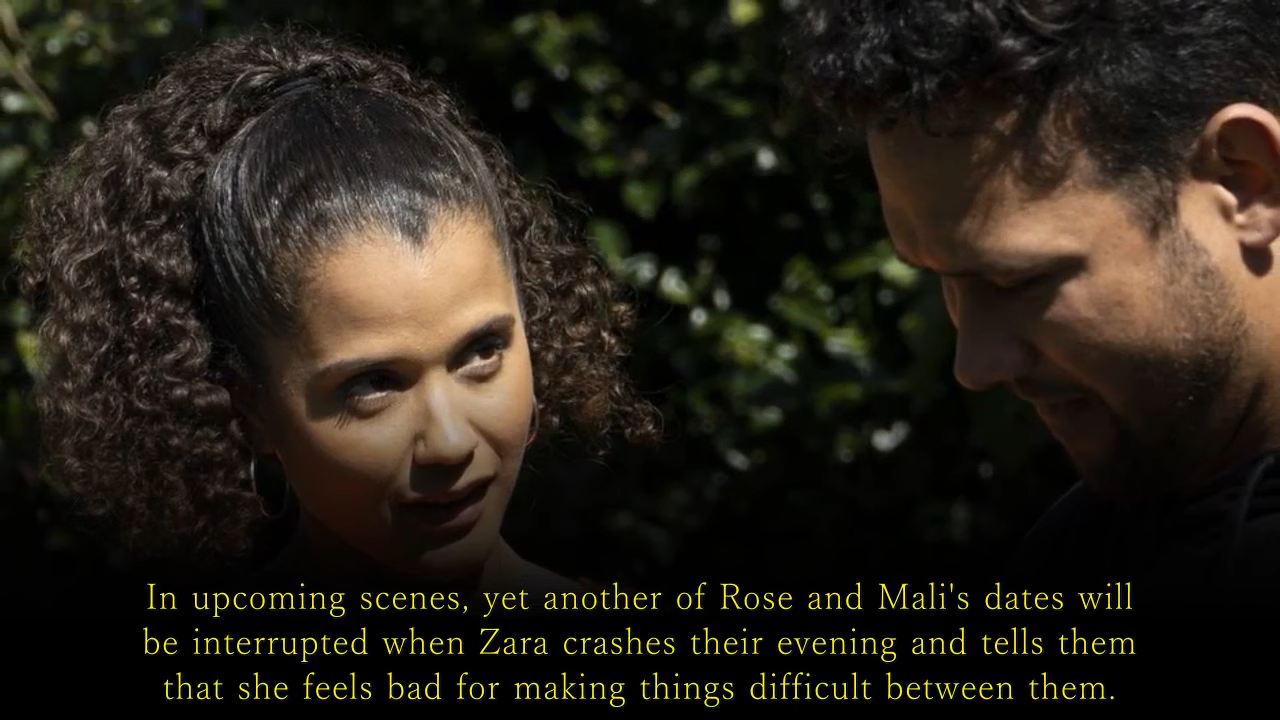 In upcoming scenes, yet another of Rose and Mali's dates will
be interrupted when Zara crashes their evening and tells them
that she feels bad for making things difficult between them.